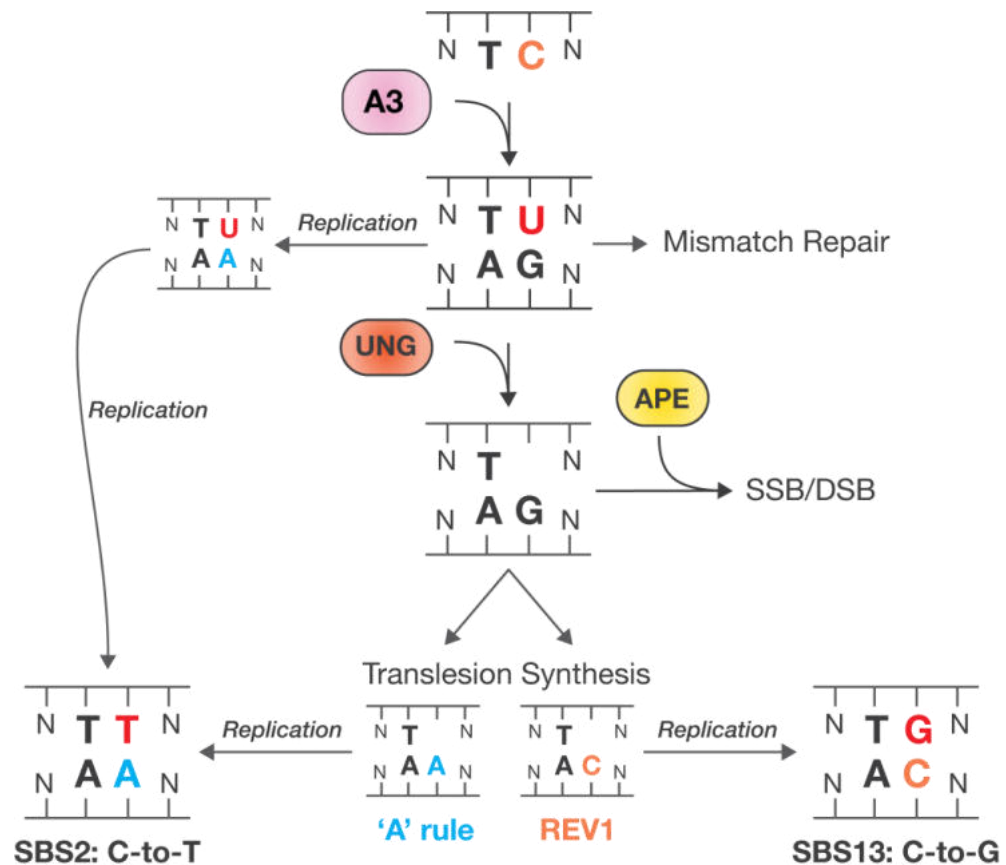 N T C N
A3
N T U N
A G
N N
Replication
Mismatch Repair
N T U N
N A A N
UNG
Replication
APE
N T N
N A G N
SSB/DSB
Translesion Synthesis
N T N
N A A N
'A' rule
N T N
N A C N
REV1
Replication
Replication
N T T N
N A A N
SBS2: C-to-T
N T G N
N A C N
SBS13: C-to-G